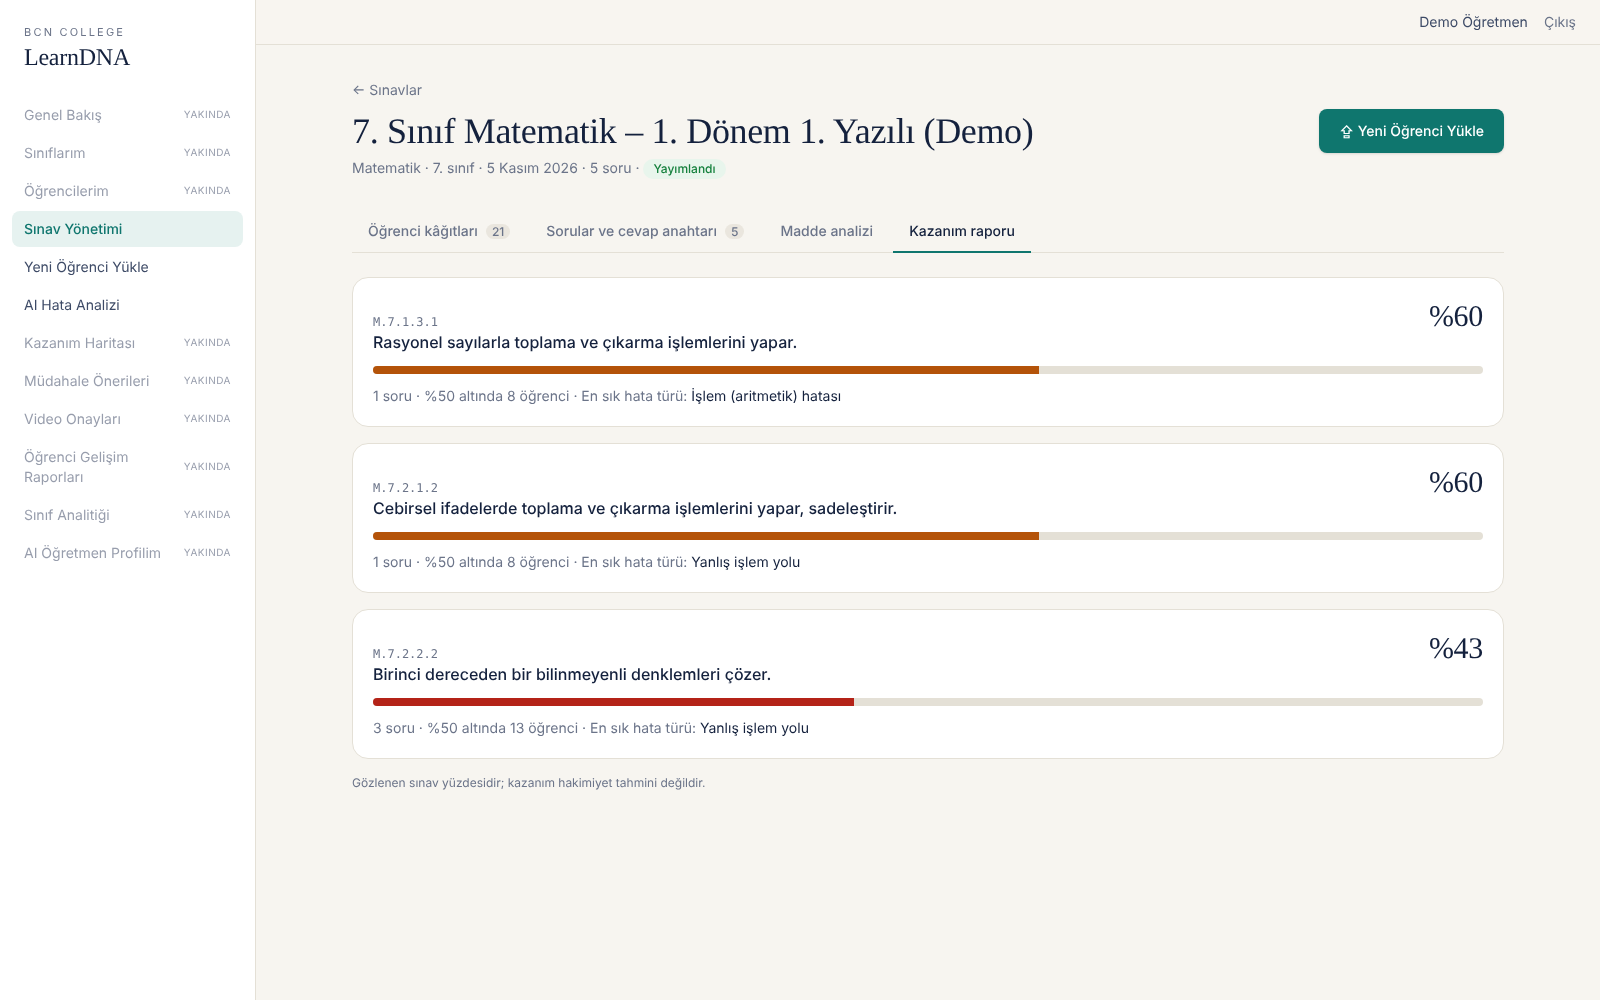 BCN COLLEGE
LearnDNA
Genel Bakış YAKINDA
Sınıflarım YAKINDA
Öğrencilerim YAKINDA
Sınav Yönetimi
Yeni Öğrenci Yükle
AI Hata Analizi
Kazanım Haritası YAKINDA
Müdahale Önerileri YAKINDA
Video Onayları YAKINDA
Öğrenci Gelişim
Raporları YAKINDA
Sınıf Analitiği YAKINDA
AI Öğretmen Profilim YAKINDA
Demo Öğretmen Çıkış
← Sınavlar
7. Sınıf Matematik – 1. Dönem 1. Yazılı (Demo)
⇪ Yeni Öğrenci Yükle
Matematik · 7. sınıf · 5 Kasım 2026 · 5 soru · Yayımlandı
Öğrenci kâğıtları 21 Sorular ve cevap anahtarı 5 Madde analizi Kazanım raporu
M.7.1.3.1
%60
Rasyonel sayılarla toplama ve çıkarma işlemlerini yapar.
1 soru · %50 altında 8 öğrenci · En sık hata türü: İşlem (aritmetik) hatası
M.7.2.1.2
%60
Cebirsel ifadelerde toplama ve çıkarma işlemlerini yapar, sadeleştirir.
1 soru · %50 altında 8 öğrenci · En sık hata türü: Yanlış işlem yolu
M.7.2.2.2
%43
Birinci dereceden bir bilinmeyenli denklemleri çözer.
3 soru · %50 altında 13 öğrenci · En sık hata türü: Yanlış işlem yolu
Gözlenen sınav yüzdesidir; kazanım hakimiyet tahmini değildir.